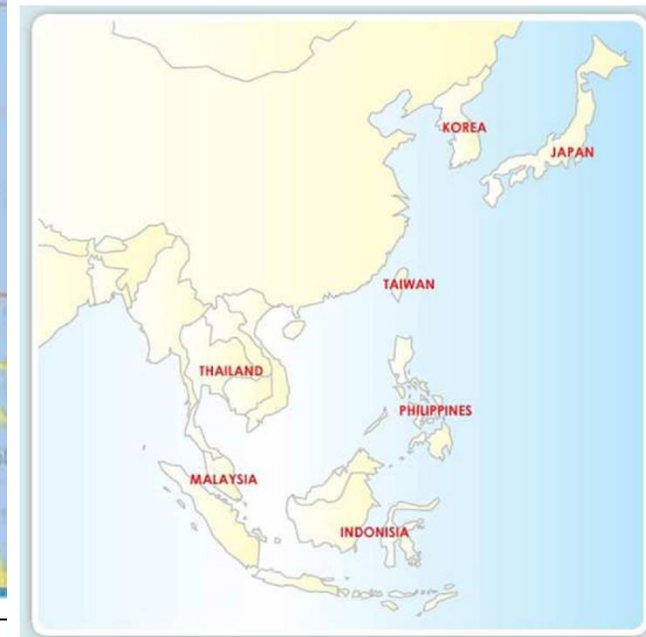 KOREA
JAPAN
TAIWAN
THAILAND
PHILIPPINES
MALAYSIA
INDONISIA